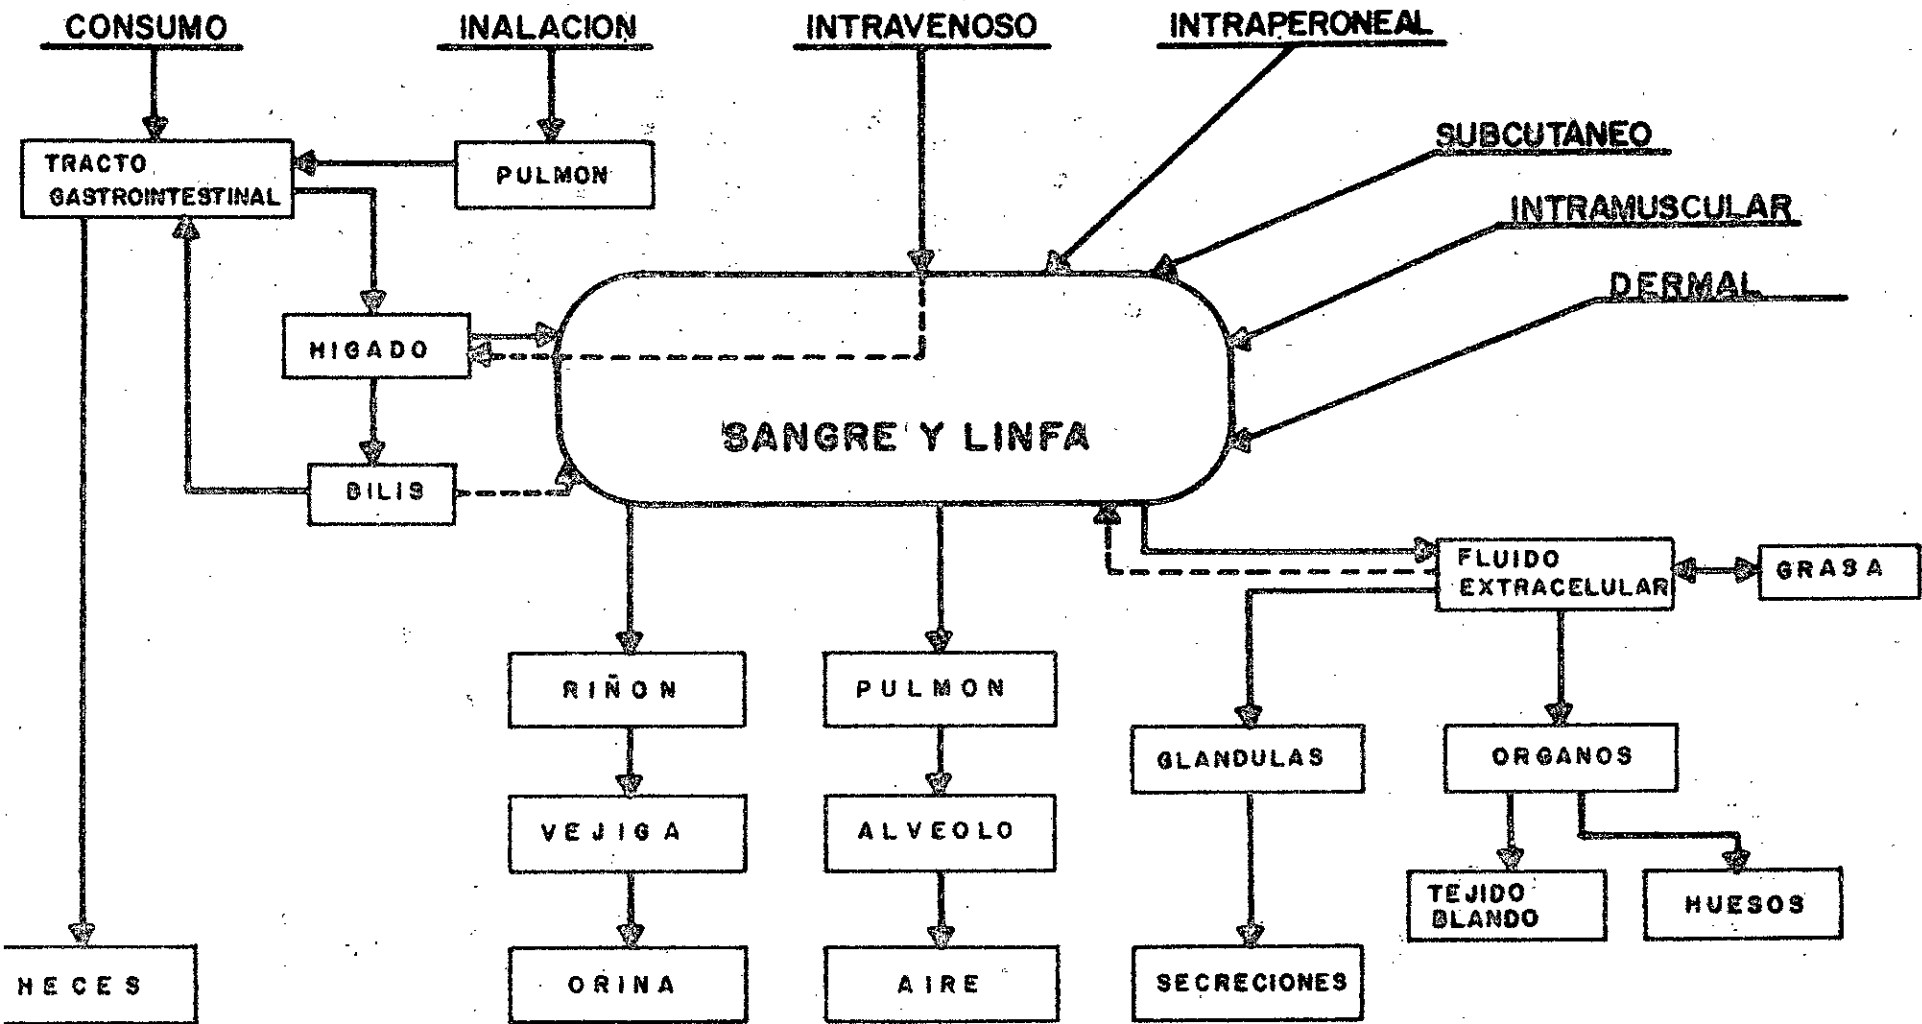 CONSUMO
INALACION
INTRAVENOSO
INTRAPERONEAL
SUBCUTANEO
INTRAMUSCULAR
DERMAL
TRACTO
GASTROINTESTINAL
PULMON
HIGADO
BILIS
SANGRE Y LINFA
FLUIDO
EXTRACELULAR
GRASA
RIÑON
PULMON
GLANDULAS
ORGANOS
VEJIGA
ALVEOLO
TEJIDO
BLANDO
HUESOS
HECES
ORINA
AIRE
SECRECIONES